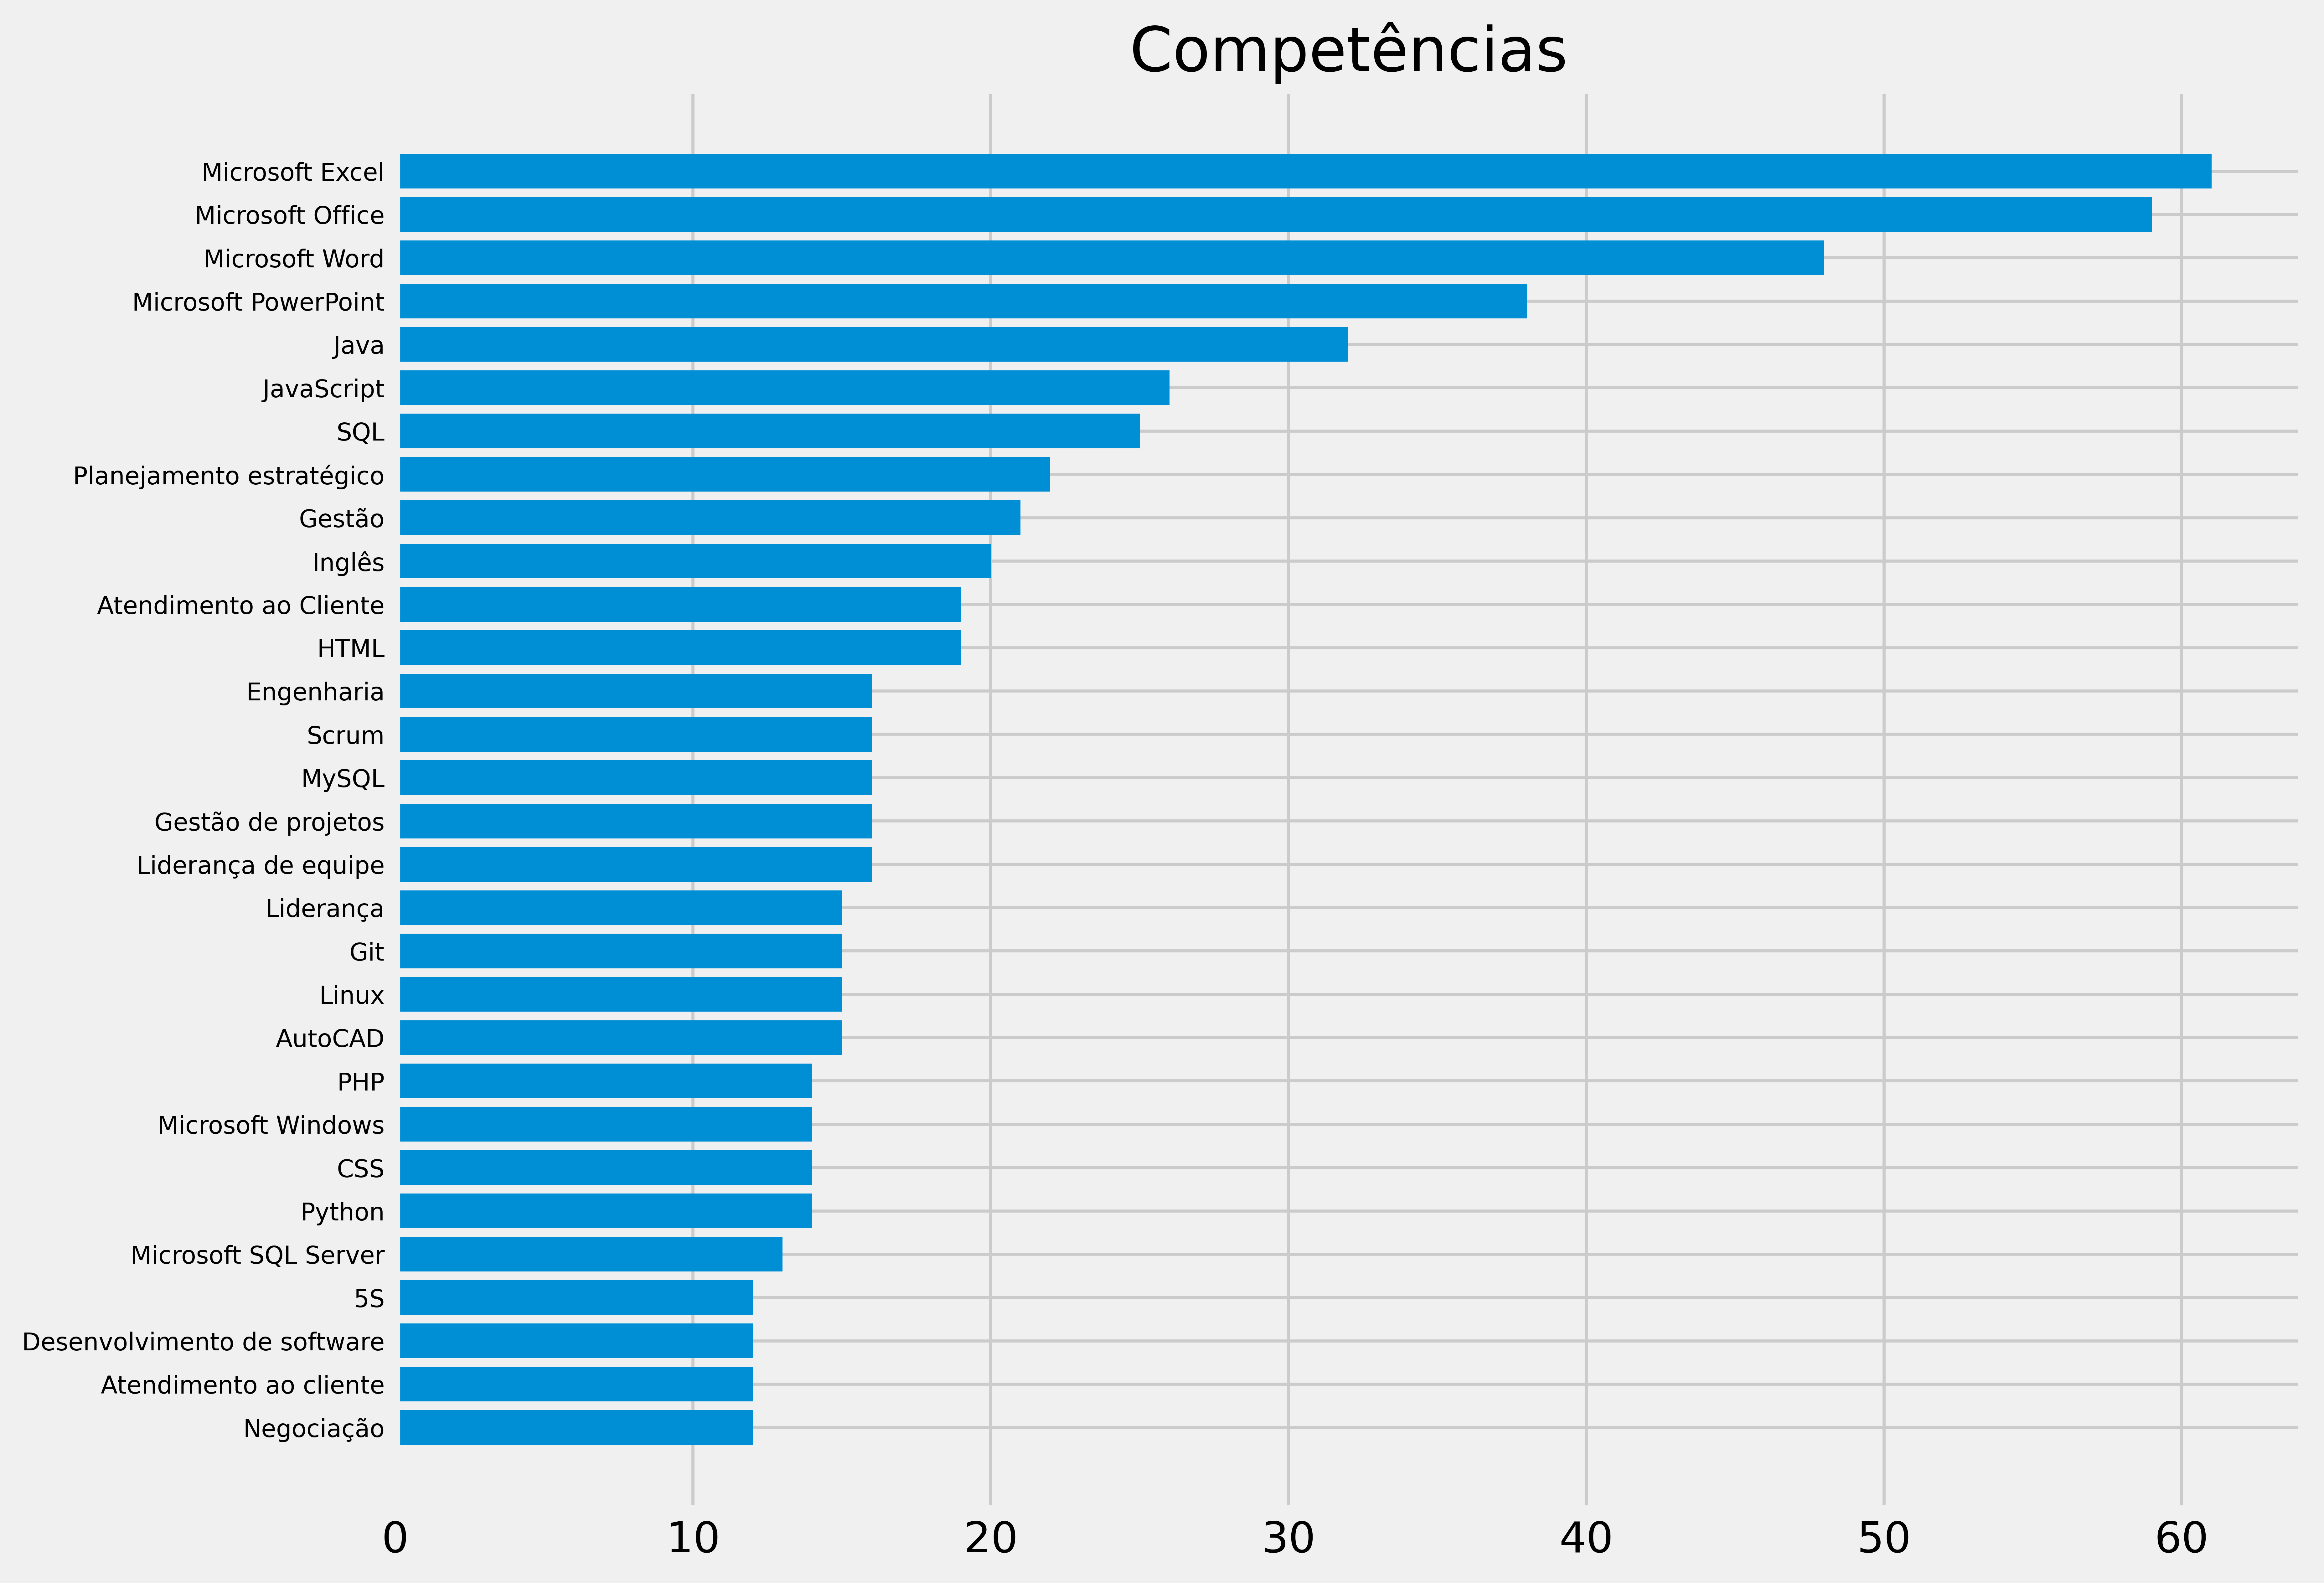 Competências
Microsoft Excel
Microsoft Office
Microsoft Word
Microsoft PowerPoint
Java
JavaScript
SQL
Planejamento estratégico
Gestão
Inglês
Atendimento ao Cliente
HTML
Engenharia
Scrum
MySQL
Gestão de projetos
Liderança de equipe
Liderança
Git
Linux
AutoCAD
PHP
Microsoft Windows
CSS
Python
Microsoft SQL Server
5S
Desenvolvimento de software
Atendimento ao cliente
Negociação
0 10 20 30 40 50 60